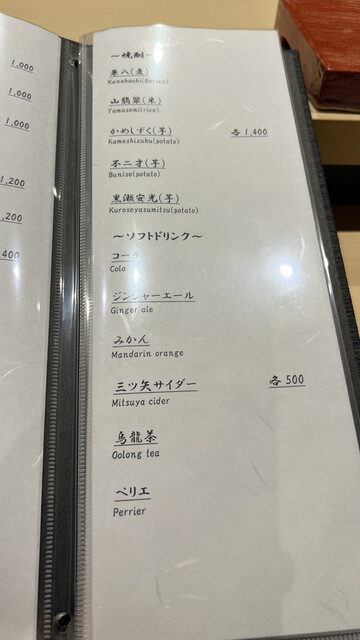 1,000
1,000
1,000
1,200
,200
400
～焼酎～
兼八(麦)
Kanehachi(Barley)
山翡翠(米)
Yamasemi(rice)
かめしずく(芋) 各1,400
Kameshizuku(potato)
不二才(芋)
Bunise(potato)
黒瀬安光(芋)
Kuroseyasumitsu(potato)
～ソフトドリンク～
コーラ
Cola
ジンジャーエール
Ginger ale
みかん
Mandarin orange
三ツ矢サイダー 各500
Mitsuya cider
烏龍茶
Oolong tea
ペリエ
Perrier